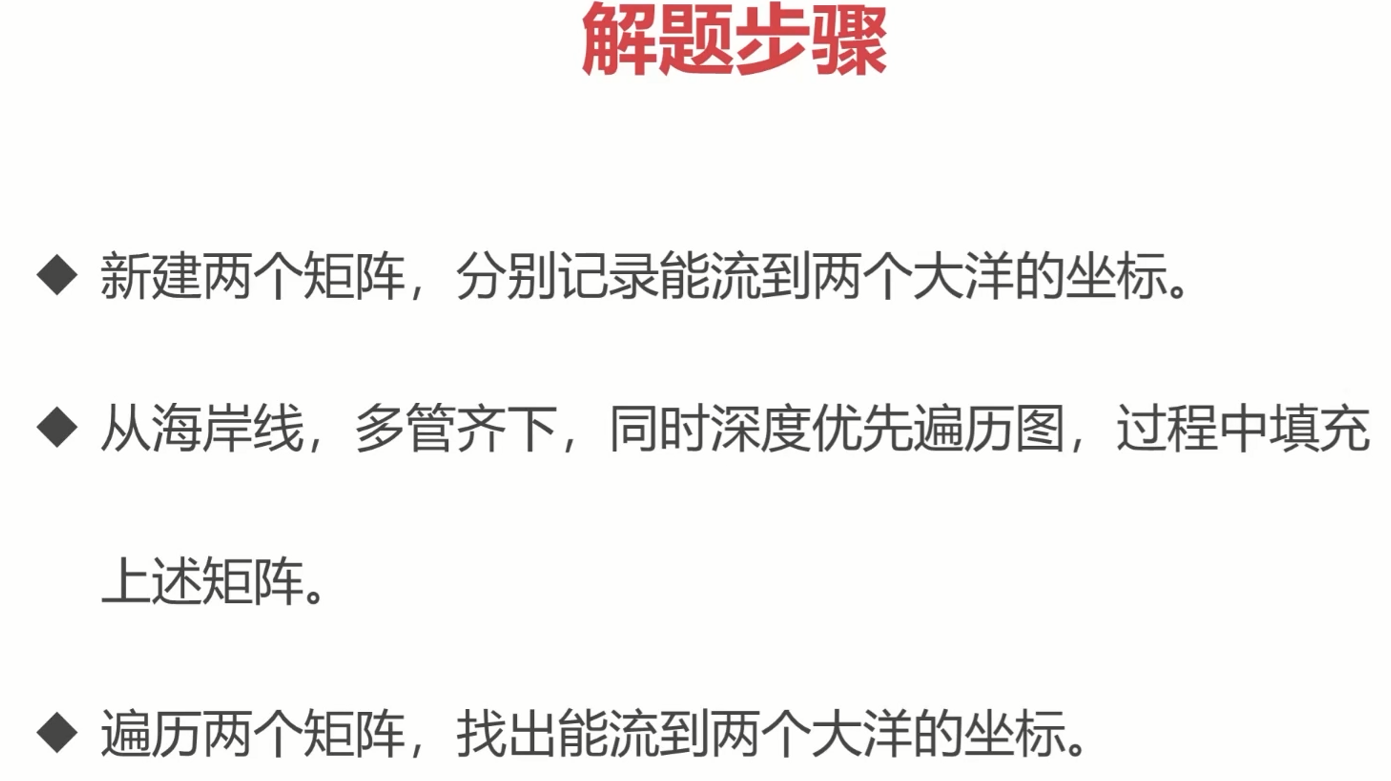 解题步骤
◆ 新建两个矩阵，分别记录能流到两个大洋的坐标。
◆ 从海岸线，多管齐下，同时深度优先遍历图，过程中填充
上述矩阵。
◆ 遍历两个矩阵，找出能流到两个大洋的坐标。